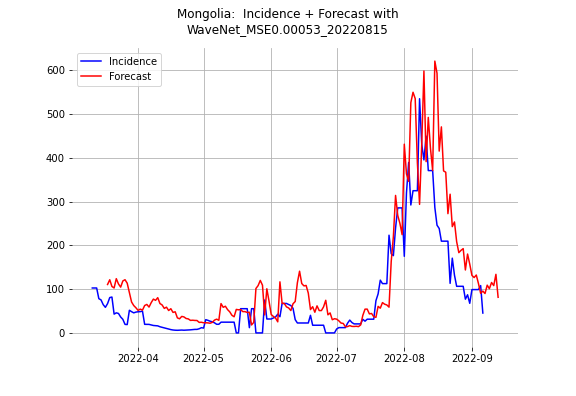 Mongolia:  Incidence + Forecast with
WaveNet_MSE0.00053_20220815
Incidence
Forecast
600
500
400
300
200
100
0
2022-04 2022-05 2022-06 2022-07 2022-08 2022-09